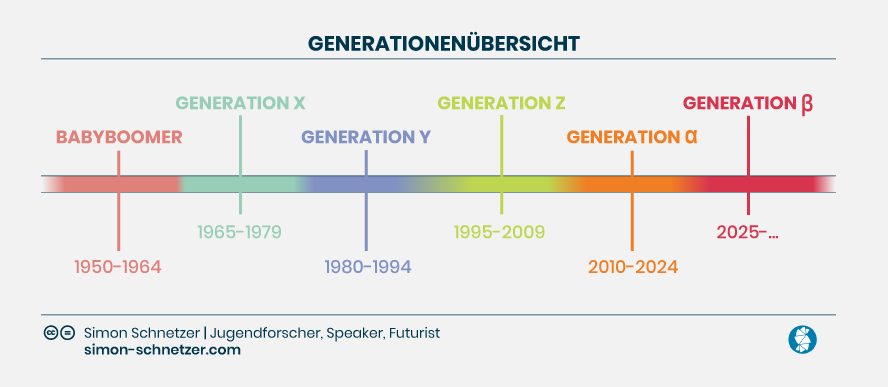 GENERATIONENÜBERSICHT
GENERATION X
GENERATION Z
GENERATION β
BABYBOOMER
GENERATION Y
GENERATION α
1965-1979
1995-2009
2025-...
1950-1964
1980-1994
2010-2024
cc = Simon Schnetzer | Jugendforscher, Speaker, Futurist
simon-schnetzer.com